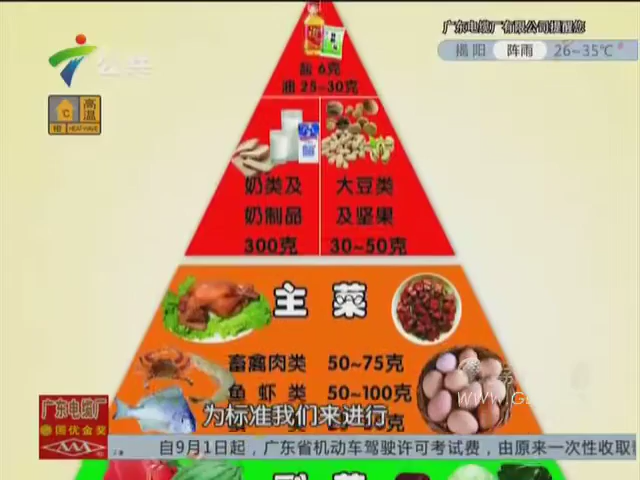 公共
广东电缆厂有限公司提醒您
揭阳 阵雨 26~35℃
高温
橙 HEAT WAVE
盐 6克
油 25~30克
奶类及
奶制品
300克
大豆类
及坚果
30~50克
主菜
畜禽肉类 50~75克
鱼虾类 50~100克
为标准我们来进行
广东电缆厂
国优金奖
自9月1日起，广东省机动车驾驶许可考试费，由原来一次性收取